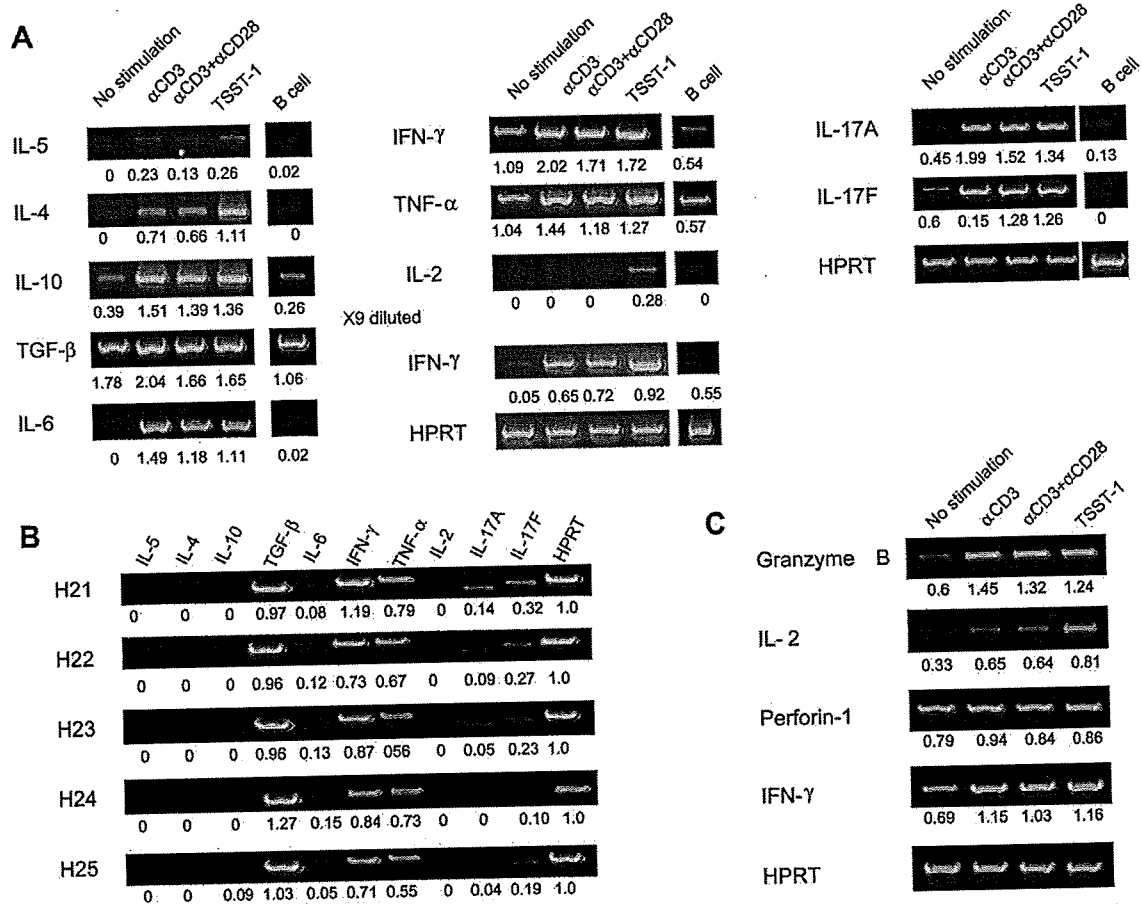 A
No stimulation αCD3 αCD3+αCD28 TSST-1 B cell
IL-5
0 0.23 0.13 0.26 0.02
IL-4
0 0.71 0.66 1.11 0
IL-10
0.39 1.51 1.39 1.36 0.26
TGF-β
1.78 2.04 1.66 1.65 1.06
IL-6
0 1.49 1.18 1.11 0.02
No stimulation αCD3 αCD3+αCD28 TSST-1 B cell
IFN-γ
1.09 2.02 1.71 1.72 0.54
TNF-α
1.04 1.44 1.18 1.27 0.57
IL-2
0 0 0 0.28 0
X9 diluted
IFN-γ
0.05 0.65 0.72 0.92 0.55
HPRT
No stimulation αCD3 αCD3+αCD28 TSST-1 B cell
IL-17A
0.45 1.99 1.52 1.34 0.13
IL-17F
0.6 0.15 1.28 1.26 0
HPRT
B
IL-5 IL-4 IL-10 TGF-β IL-6 IFN-γ TNF-α IL-2 IL-17A IL-17F HPRT
H21
0 0 0 0.97 0.08 1.19 0.79 0 0.14 0.32 1.0
H22
0 0 0 0.96 0.12 0.73 0.67 0 0.09 0.27 1.0
H23
0 0 0 0.96 0.13 0.87 056 0 0.05 0.23 1.0
H24
0 0 0 1.27 0.15 0.84 0.73 0 0 0.10 1.0
H25
0 0 0.09 1.03 0.05 0.71 0.55 0 0.04 0.19 1.0
C
No stimulation αCD3 αCD3+αCD28 TSST-1
Granzyme B
0.6 1.45 1.32 1.24
IL-2
0.33 0.65 0.64 0.81
Perforin-1
0.79 0.94 0.84 0.86
IFN-γ
0.69 1.15 1.03 1.16
HPRT